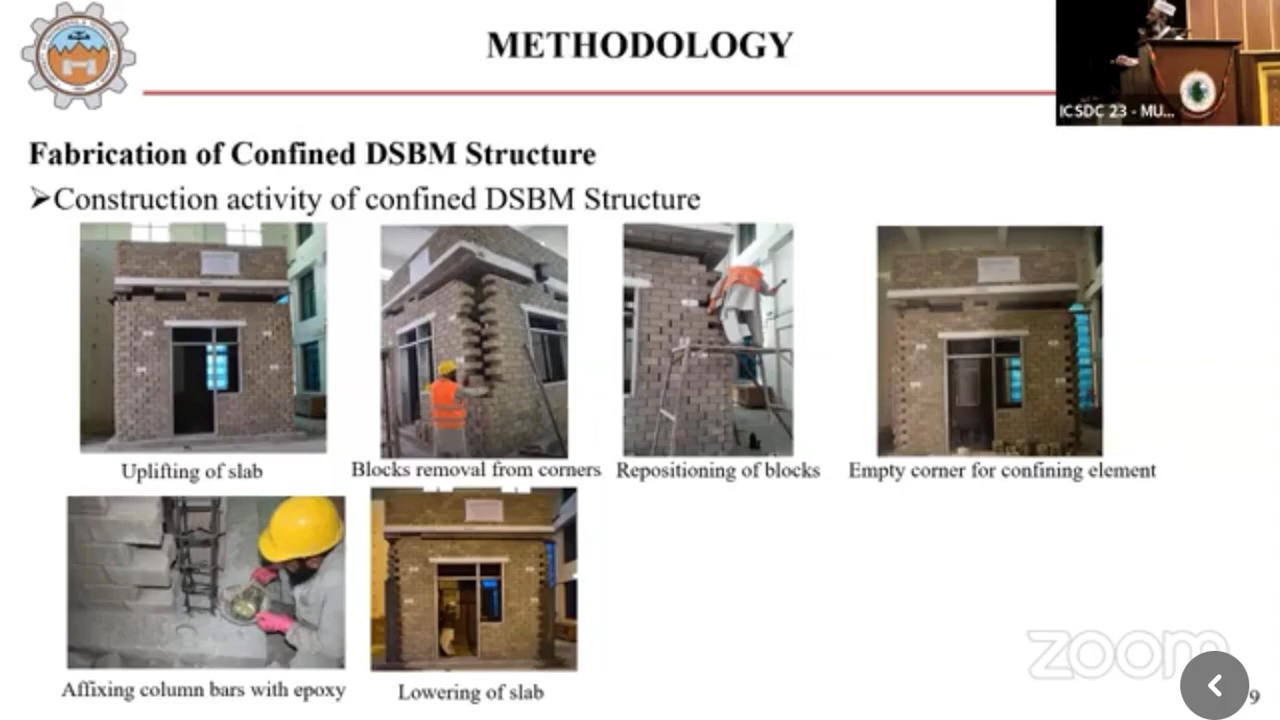 METHODOLOGY
ICSDC 23 - MU...
Fabrication of Confined DSBM Structure
➢Construction activity of confined DSBM Structure
Uplifting of slab
Blocks removal from corners
Repositioning of blocks
Empty corner for confining element
Affixing column bars with epoxy
Lowering of slab
zoom
9